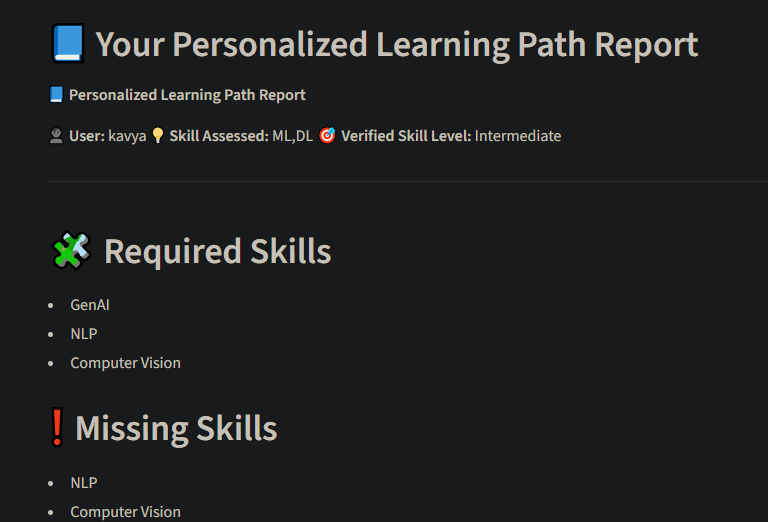 Your Personalized Learning Path Report
Personalized Learning Path Report
User: kavya Skill Assessed: ML,DL Verified Skill Level: Intermediate
Required Skills
GenAI
NLP
Computer Vision
Missing Skills
NLP
Computer Vision